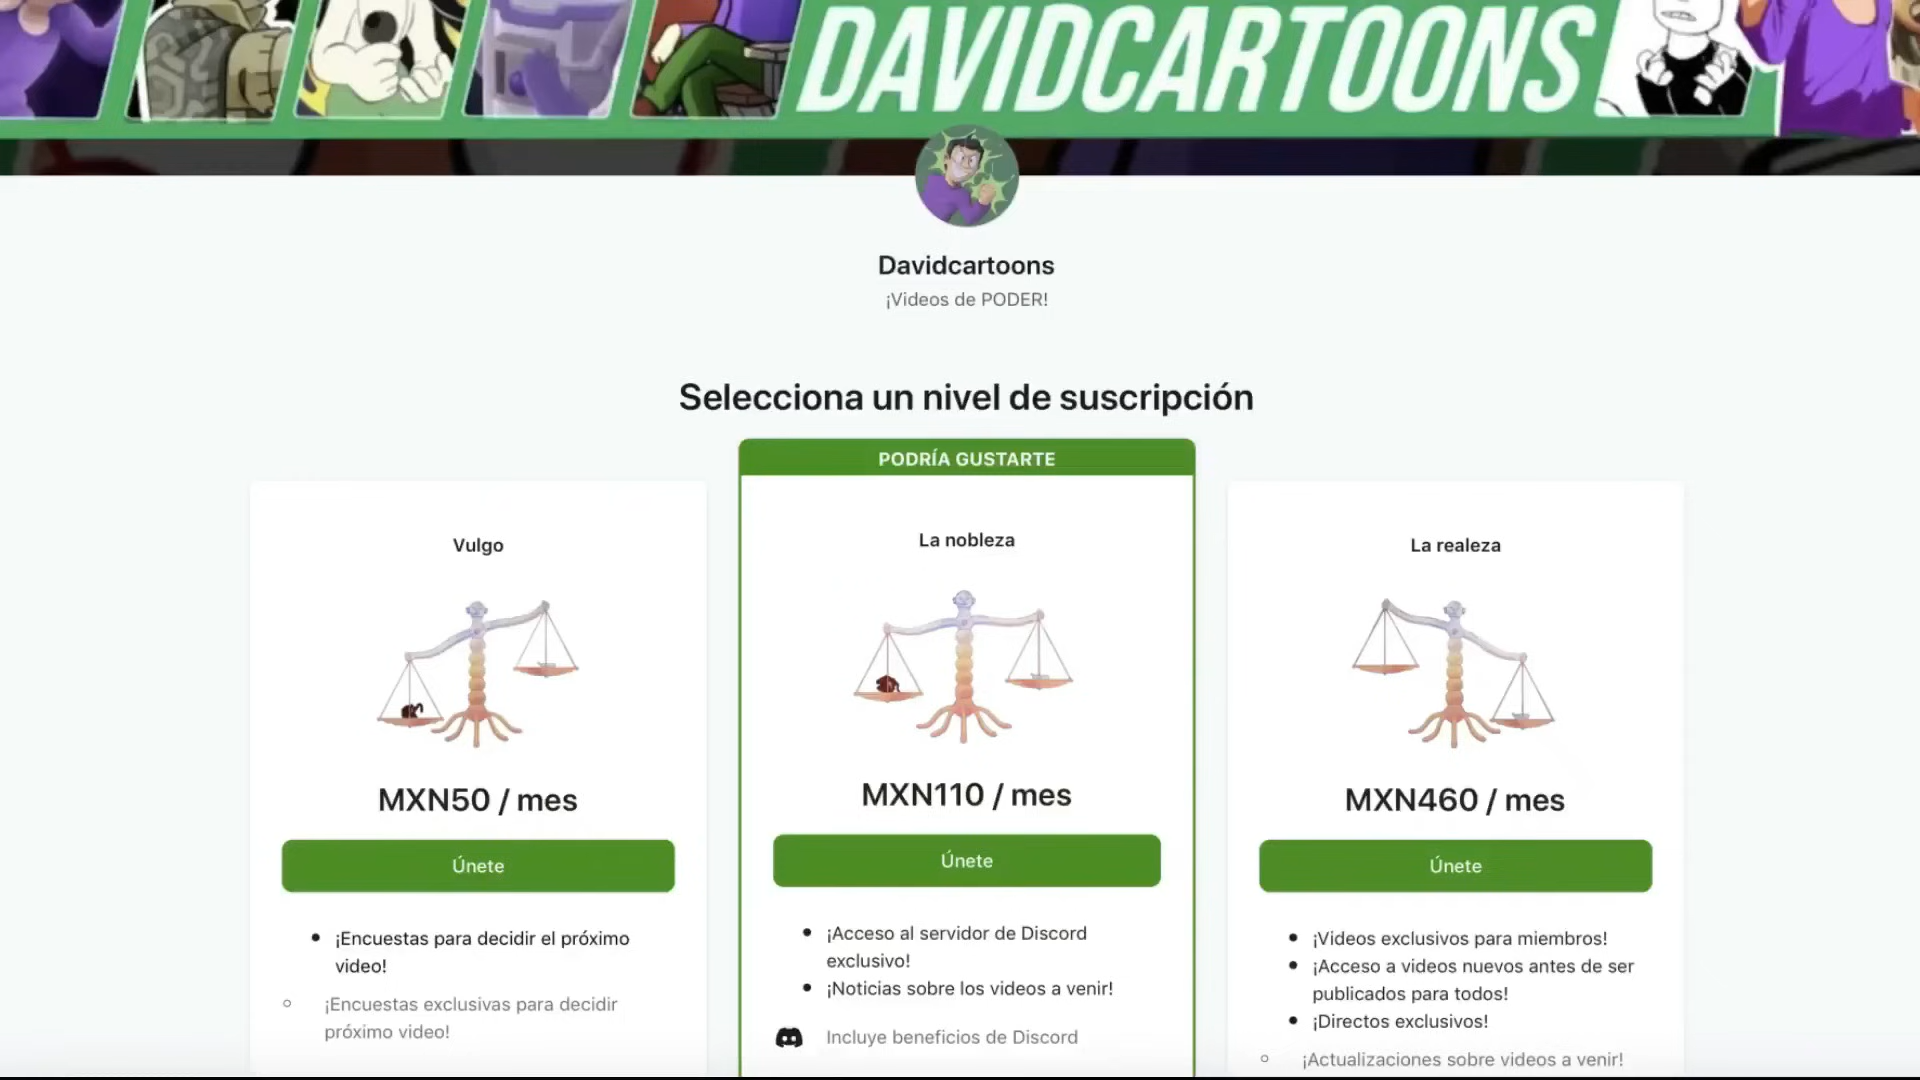 DAVIDCARTOONS
Davidcartoons
¡Videos de PODER!
Selecciona un nivel de suscripción
PODRÍA GUSTARTE
Vulgo
MXN50 / mes
Únete
¡Encuestas para decidir el próximo
video!
¡Encuestas exclusivas para decidir
próximo video!
La nobleza
MXN110 / mes
Únete
¡Acceso al servidor de Discord
exclusivo!
¡Noticias sobre los videos a venir!
Incluye beneficios de Discord
La realeza
MXN460 / mes
Únete
¡Videos exclusivos para miembros!
¡Acceso a videos nuevos antes de ser
publicados para todos!
¡Directos exclusivos!
¡Actualizaciones sobre videos a venir!